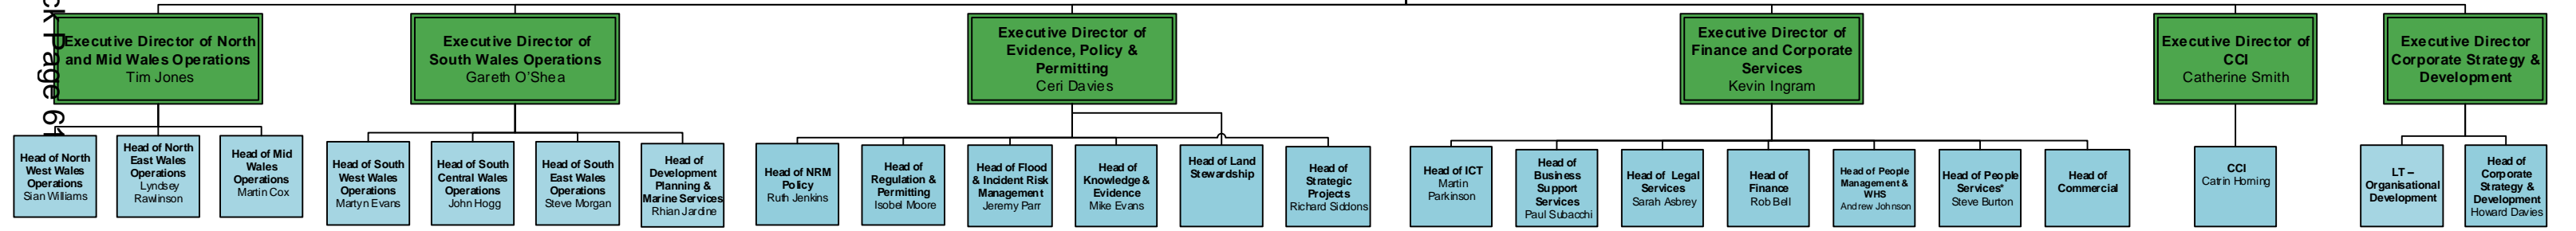 ck Page 61
Executive Director of North
and Mid Wales Operations
Tim Jones
Executive Director of
South Wales Operations
Gareth O'Shea
Executive Director of
Evidence, Policy &
Permitting
Ceri Davies
Executive Director of
Finance and Corporate
Services
Kevin Ingram
Executive Director of
CCI
Catherine Smith
Executive Director
Corporate Strategy &
Development
Head of North
West Wales
Operations
Sian Williams
Head of North
East Wales
Operations
Lyndsey
Rawlinson
Head of Mid
Wales
Operations
Martin Cox
Head of South
West Wales
Operations
Martyn Evans
Head of South
Central Wales
Operations
John Hogg
Head of South
East Wales
Operations
Steve Morgan
Head of
Development
Planning &
Marine Services
Rhian Jardine
Head of NRM
Policy
Ruth Jenkins
Head of
Regulation &
Permitting
Isobel Moore
Head of Flood
& Incident Risk
Management
Jeremy Parr
Head of
Knowledge &
Evidence
Mike Evans
Head of Land
Stewardship
Head of
Strategic
Projects
Richard Siddons
Head of ICT
Martin
Parkinson
Head of
Business
Support
Services
Paul Subacchi
Head of Legal
Services
Sarah Asbrey
Head of
Finance
Rob Bell
Head of People
Management &
WHS
Andrew Johnson
Head of People
Services*
Steve Burton
Head of
Commercial
CCI
Catrin Horning
LT –
Organisational
Development
Head of
Corporate
Strategy &
Development
Howard Davies